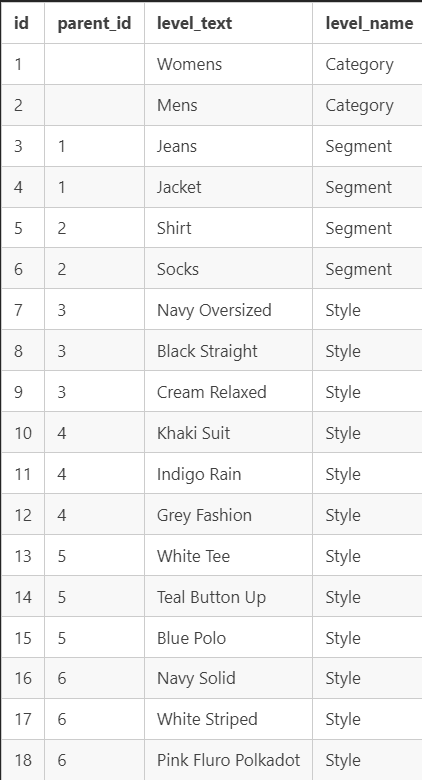 id parent_id level_text level_name
1 Womens Category
2 Mens Category
3 1 Jeans Segment
4 1 Jacket Segment
5 2 Shirt Segment
6 2 Socks Segment
7 3 Navy Oversized Style
8 3 Black Straight Style
9 3 Cream Relaxed Style
10 4 Khaki Suit Style
11 4 Indigo Rain Style
12 4 Grey Fashion Style
13 5 White Tee Style
14 5 Teal Button Up Style
15 5 Blue Polo Style
16 6 Navy Solid Style
17 6 White Striped Style
18 6 Pink Fluro Polkadot Style